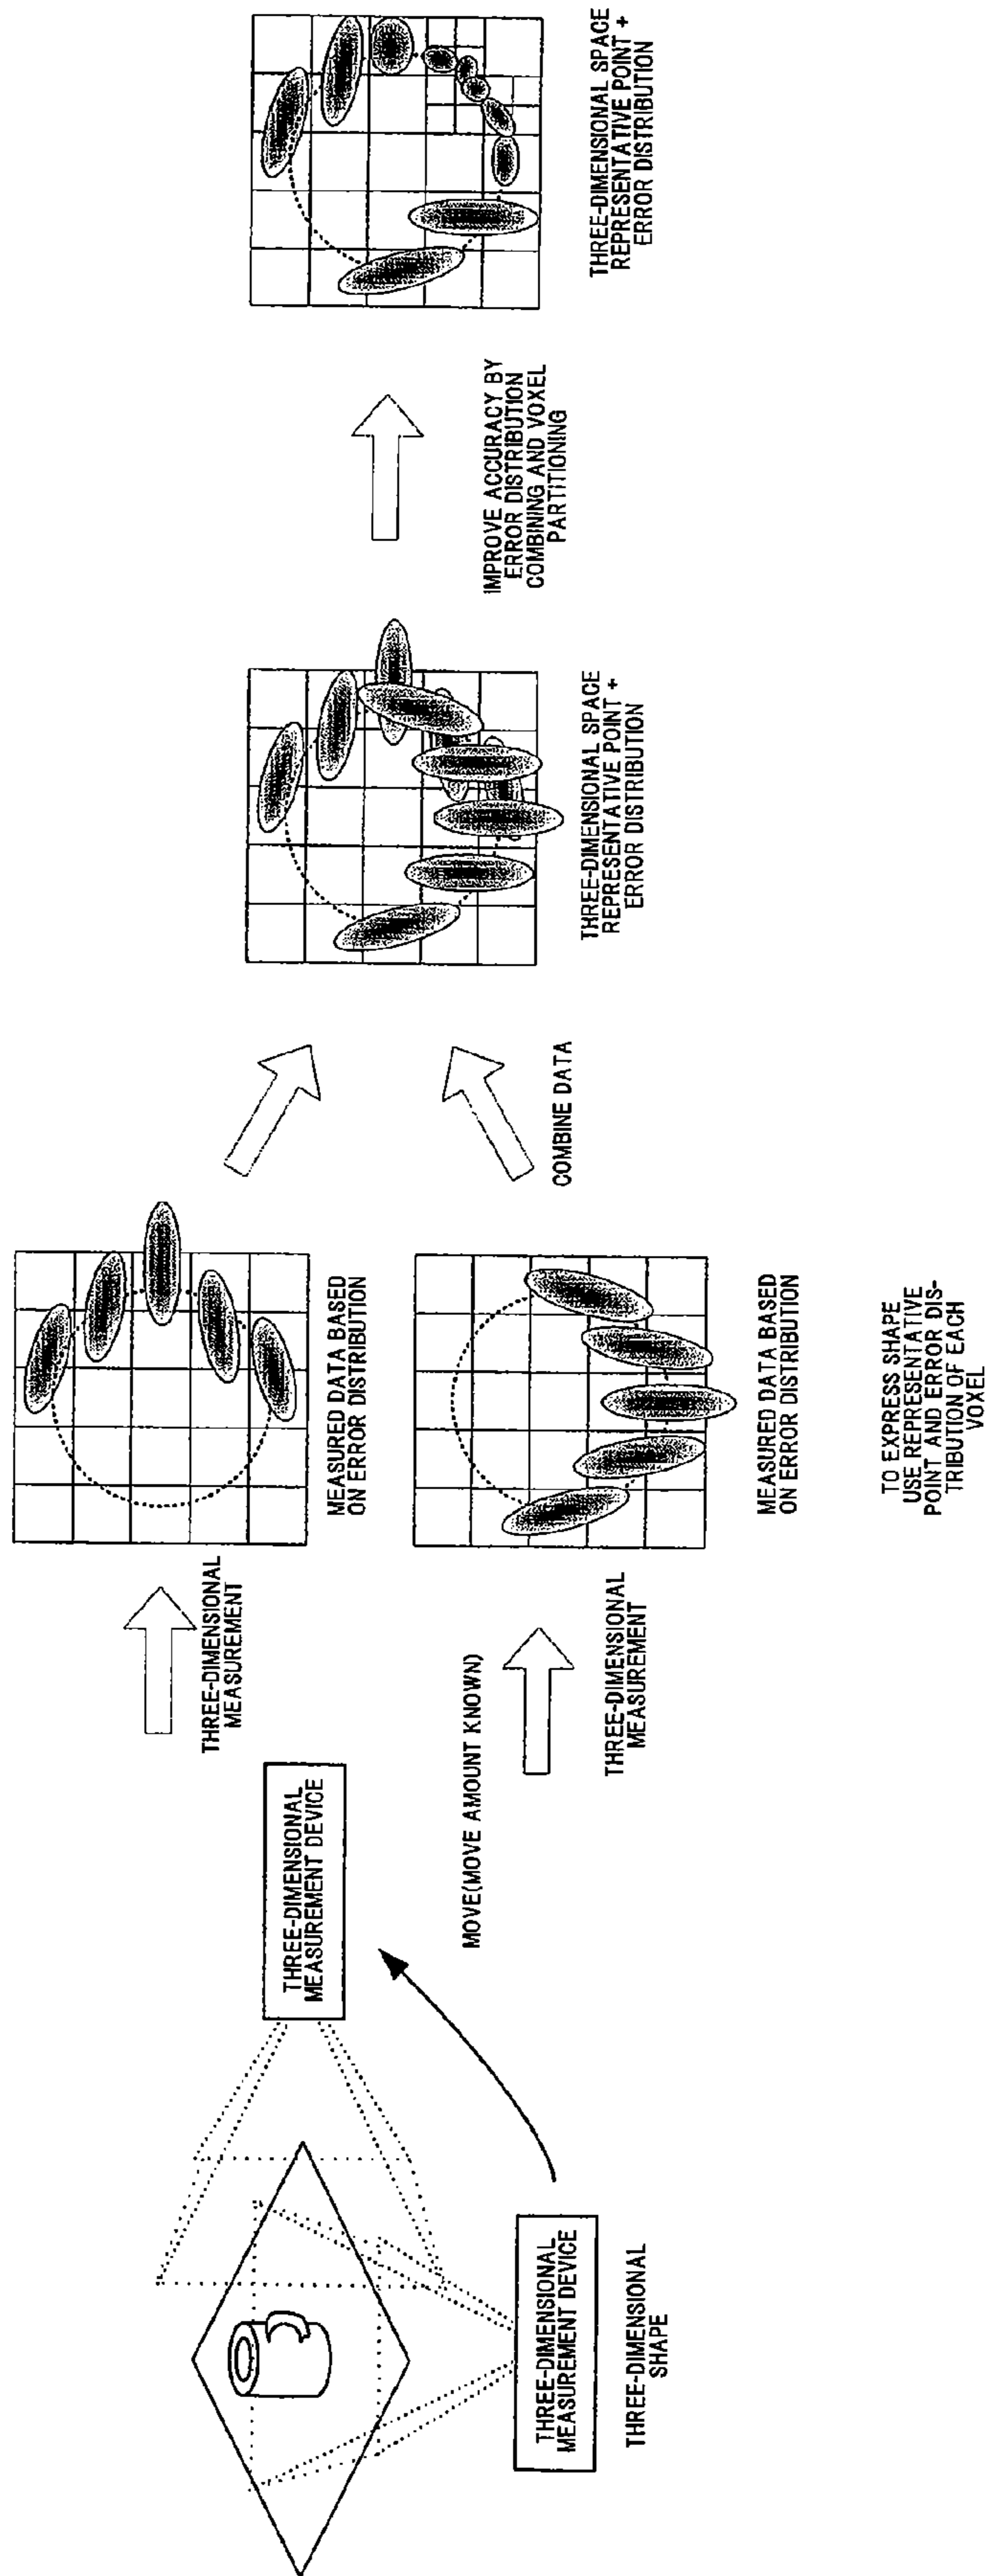 THREE-DIMENSIONAL
MEASUREMENT DEVICE
THREE-DIMENSIONAL
MEASUREMENT DEVICE
THREE-DIMENSIONAL
SHAPE
MOVE(MOVE AMOUNT KNOWN)
THREE-DIMENSIONAL
MEASUREMENT
THREE-DIMENSIONAL
MEASUREMENT
MEASURED DATA BASED
ON ERROR DISTRIBUTION
MEASURED DATA BASED
ON ERROR DISTRIBUTION
TO EXPRESS SHAPE
USE REPRESENTATIVE
POINT AND ERROR DIS-
TRIBUTION OF EACH
VOXEL
COMBINE DATA
THREE-DIMENSIONAL SPACE
REPRESENTATIVE POINT +
ERROR DISTRIBUTION
IMPROVE ACCURACY BY
ERROR DISTRIBUTION
COMBINING AND VOXEL
PARTITIONING
THREE-DIMENSIONAL SPACE
REPRESENTATIVE POINT +
ERROR DISTRIBUTION